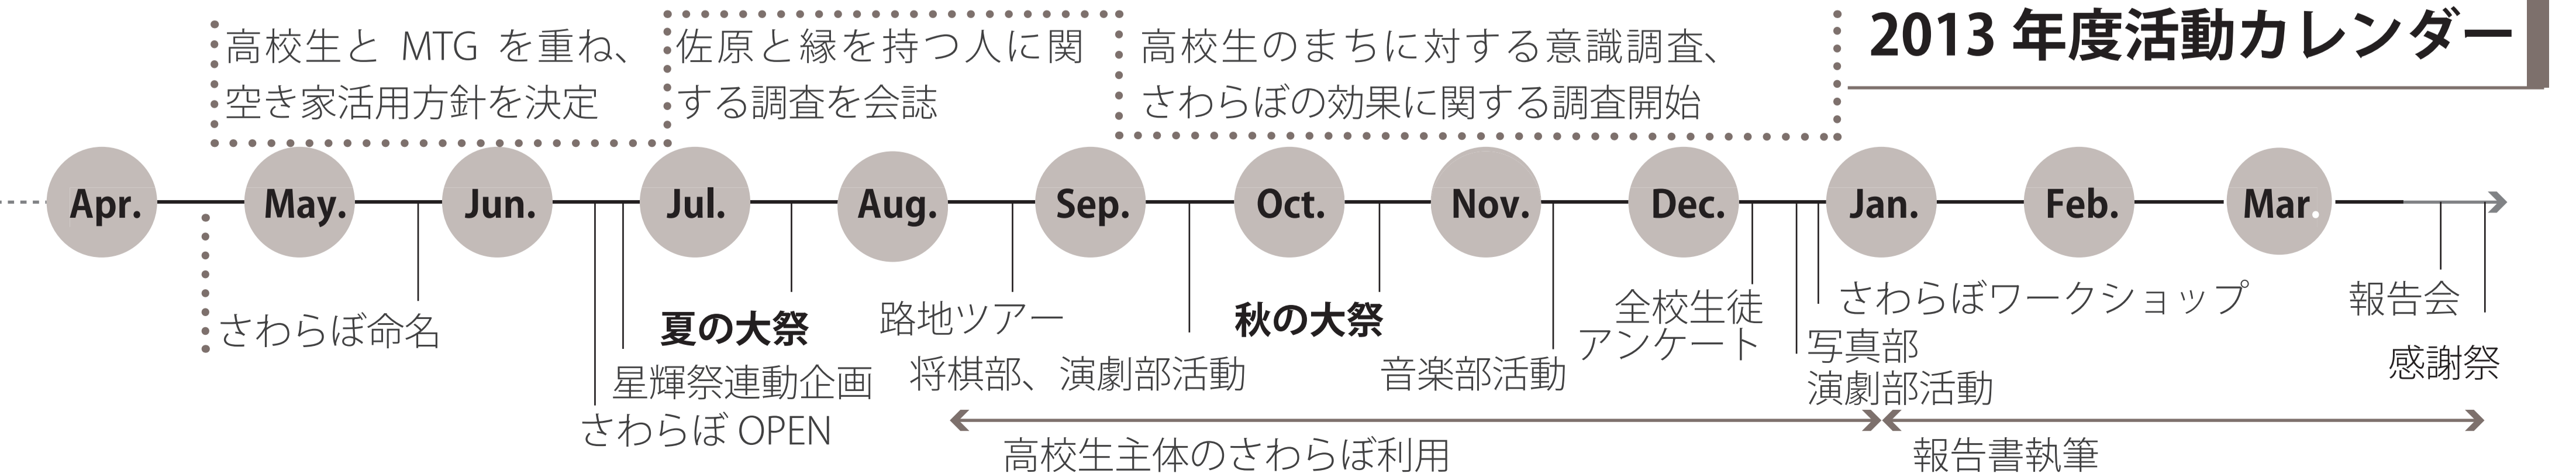 2013 年度活動カレンダー
高校生と MTG を重ね、
空き家活用方針を決定
佐原と縁を持つ人に関
する調査を会誌
高校生のまちに対する意識調査、
さわらぼの効果に関する調査開始
Apr.
May.
Jun.
Jul.
Aug.
Sep.
Oct.
Nov.
Dec.
Jan.
Feb.
Mar.
さわらぼ命名
さわらぼ OPEN
星輝祭連動企画
夏の大祭
路地ツアー
将棋部、演劇部活動
秋の大祭
音楽部活動
全校生徒
アンケート
写真部
演劇部活動
さわらぼワークショップ
報告会
感謝祭
高校生主体のさわらぼ利用
報告書執筆